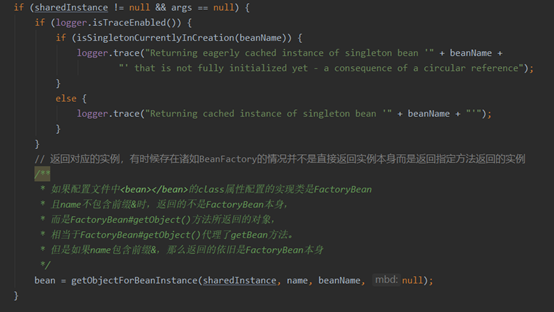 if (sharedInstance != null && args == null) {
if (logger.isTraceEnabled()) {
if (isSingletonCurrentlyInCreation(beanName)) {
logger.trace("Returning eagerly cached instance of singleton bean '" + beanName +
"' that is not fully initialized yet - a consequence of a circular reference");
}
else {
logger.trace("Returning cached instance of singleton bean '" + beanName + "'");
}
}
// 返回对应的实例，有时候存在诸如BeanFactory的情况并不是直接返回实例本身而是返回指定方法返回的实例
/**
* 如果配置文件中<bean></bean>的class属性配置的实现类是FactoryBean
* 且name不包含前缀&时，返回的不是FactoryBean本身，
* 而是FactoryBean#getObject()方法所返回的对象，
* 相当于FactoryBean#getObject()代理了getBean方法。
* 但是如果name包含前缀&，那么返回的依旧是FactoryBean本身
*/
bean = getObjectForBeanInstance(sharedInstance, name, beanName, mbd: null);
}